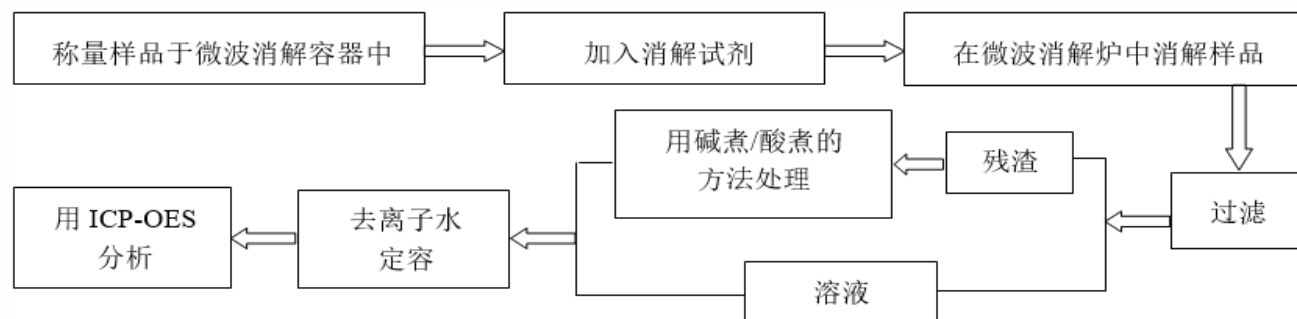 称量样品于微波消解容器中
加入消解试剂
在微波消解炉中消解样品
过滤
残渣
用碱煮/酸煮的
方法处理
溶液
去离子水
定容
用 ICP-OES
分析